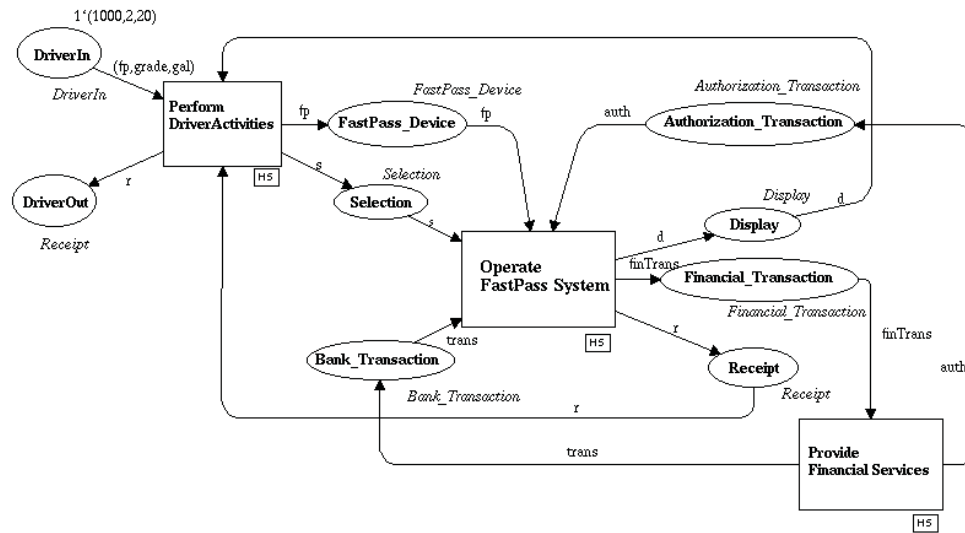 1‘(1000,2,20)
DriverIn
(fp,grade,gal)
DriverIn
Perform
DriverActivities
HS
r
DriverOut
Receipt
fp
FastPass_Device
FastPass_Device
fp
s
Selection
Selection
s
auth
Authorization_Transaction
Authorization_Transaction
Display
Display
d
d
Operate
FastPass System
HS
finTrans
Financial_Transaction
Financial_Transaction
finTrans
r
Receipt
Receipt
r
trans
Bank_Transaction
Bank_Transaction
trans
auth
Provide
Financial Services
HS